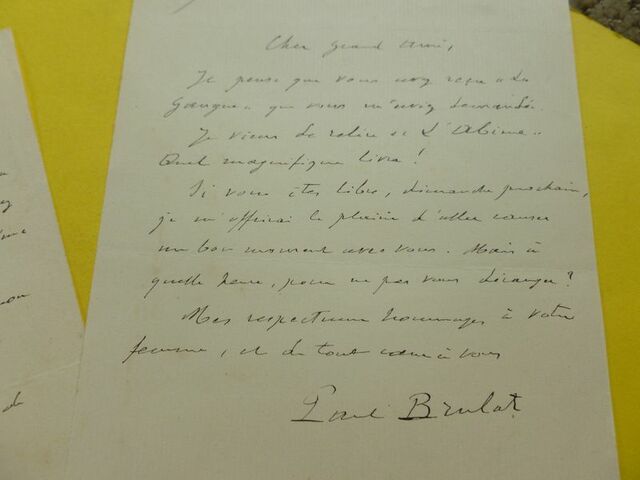 Cher grand Ami,
Je pense que vous avez reçu « La
Gangue » que vous m'aviez demandée.
Je viens de relire « L'Abîme ».
Quel magnifique livre !
Si vous êtes libre, dimanche prochain,
je m'offrirai le plaisir d'aller causer
un bon moment avec vous. Mais à
quelle heure, pour ne pas vous déranger ?
Mes respectueux hommages à votre
femme, et de tout cœur à vous
Paul Brulat